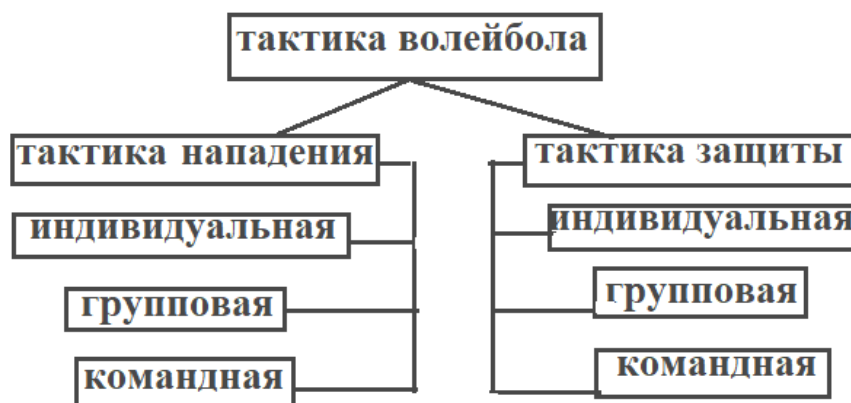 тактика волейбола
тактика нападения
индивидуальная
групповая
командная
тактика защиты
индивидуальная
групповая
командная